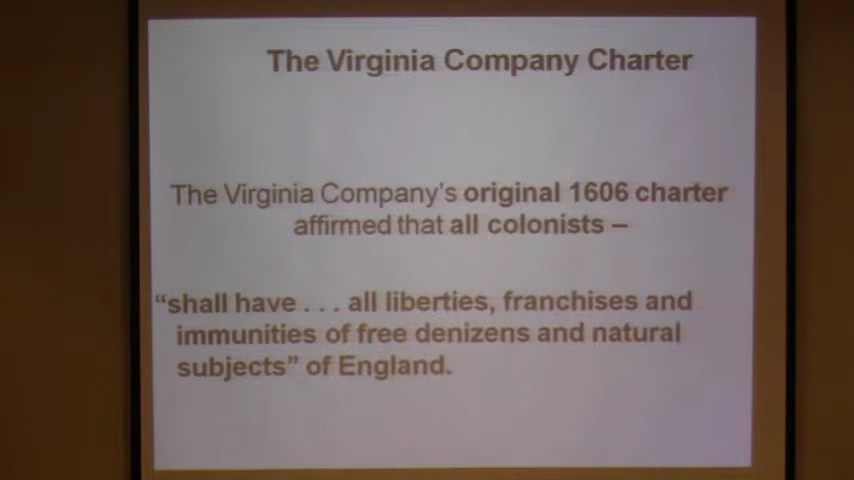 The Virginia Company Charter
The Virginia Company's original 1606 charter
affirmed that all colonists –
“shall have . . . all liberties, franchises and
immunities of free denizens and natural
subjects” of England.